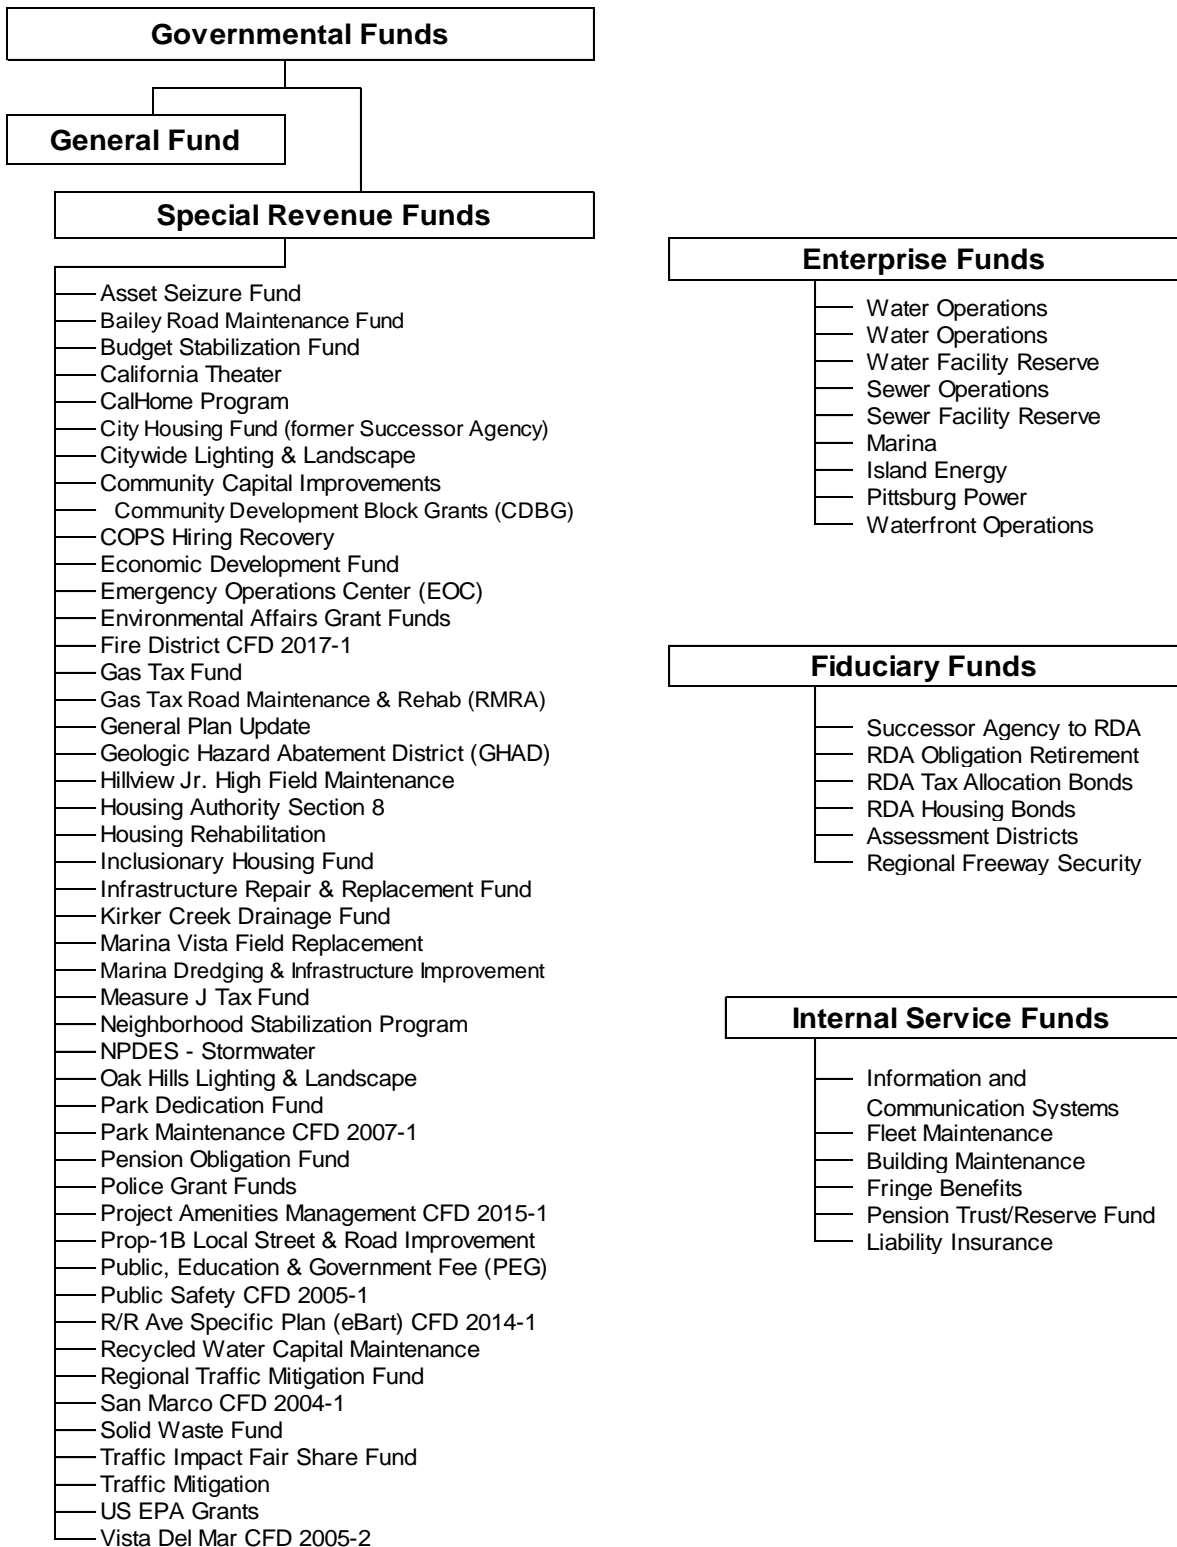 Governmental Funds
General Fund
Special Revenue Funds
Asset Seizure Fund
Bailey Road Maintenance Fund
Budget Stabilization Fund
California Theater
CalHome Program
City Housing Fund (former Successor Agency)
Citywide Lighting & Landscape
Community Capital Improvements
Community Development Block Grants (CDBG)
COPS Hiring Recovery
Economic Development Fund
Emergency Operations Center (EOC)
Environmental Affairs Grant Funds
Fire District CFD 2017-1
Gas Tax Fund
Gas Tax Road Maintenance & Rehab (RMRA)
General Plan Update
Geologic Hazard Abatement District (GHAD)
Hillview Jr. High Field Maintenance
Housing Authority Section 8
Housing Rehabilitation
Inclusionary Housing Fund
Infrastructure Repair & Replacement Fund
Kirker Creek Drainage Fund
Marina Vista Field Replacement
Marina Dredging & Infrastructure Improvement
Measure J Tax Fund
Neighborhood Stabilization Program
NPDES - Stormwater
Oak Hills Lighting & Landscape
Park Dedication Fund
Park Maintenance CFD 2007-1
Pension Obligation Fund
Police Grant Funds
Project Amenities Management CFD 2015-1
Prop-1B Local Street & Road Improvement
Public, Education & Government Fee (PEG)
Public Safety CFD 2005-1
R/R Ave Specific Plan (eBart) CFD 2014-1
Recycled Water Capital Maintenance
Regional Traffic Mitigation Fund
San Marco CFD 2004-1
Solid Waste Fund
Traffic Impact Fair Share Fund
Traffic Mitigation
US EPA Grants
Vista Del Mar CFD 2005-2
Enterprise Funds
Water Operations
Water Operations
Water Facility Reserve
Sewer Operations
Sewer Facility Reserve
Marina
Island Energy
Pittsburg Power
Waterfront Operations
Fiduciary Funds
Successor Agency to RDA
RDA Obligation Retirement
RDA Tax Allocation Bonds
RDA Housing Bonds
Assessment Districts
Regional Freeway Security
Internal Service Funds
Information and
Communication Systems
Fleet Maintenance
Building Maintenance
Fringe Benefits
Pension Trust/Reserve Fund
Liability Insurance